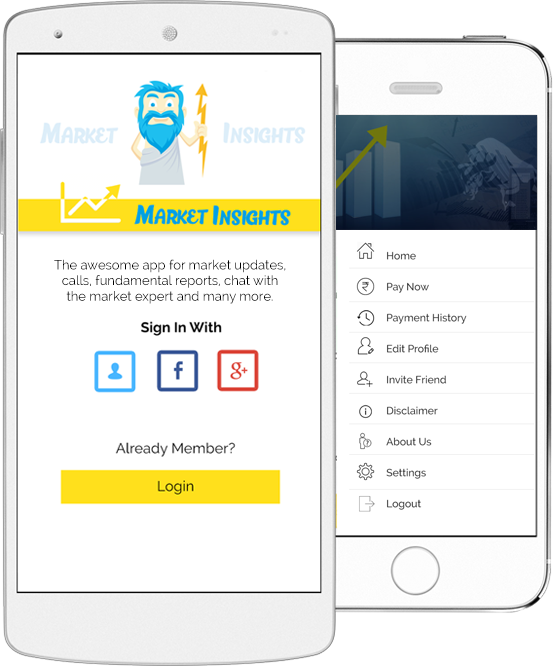 MARKET INSIGHTS
MARKET INSIGHTS
The awesome app for market updates,
calls, fundamental reports, chat with
the market expert and many more.
Sign In With
f
g+
Already Member?
Login
Home
₹
Pay Now
Payment History
Edit Profile
Invite Friend
Disclaimer
About Us
Settings
Logout